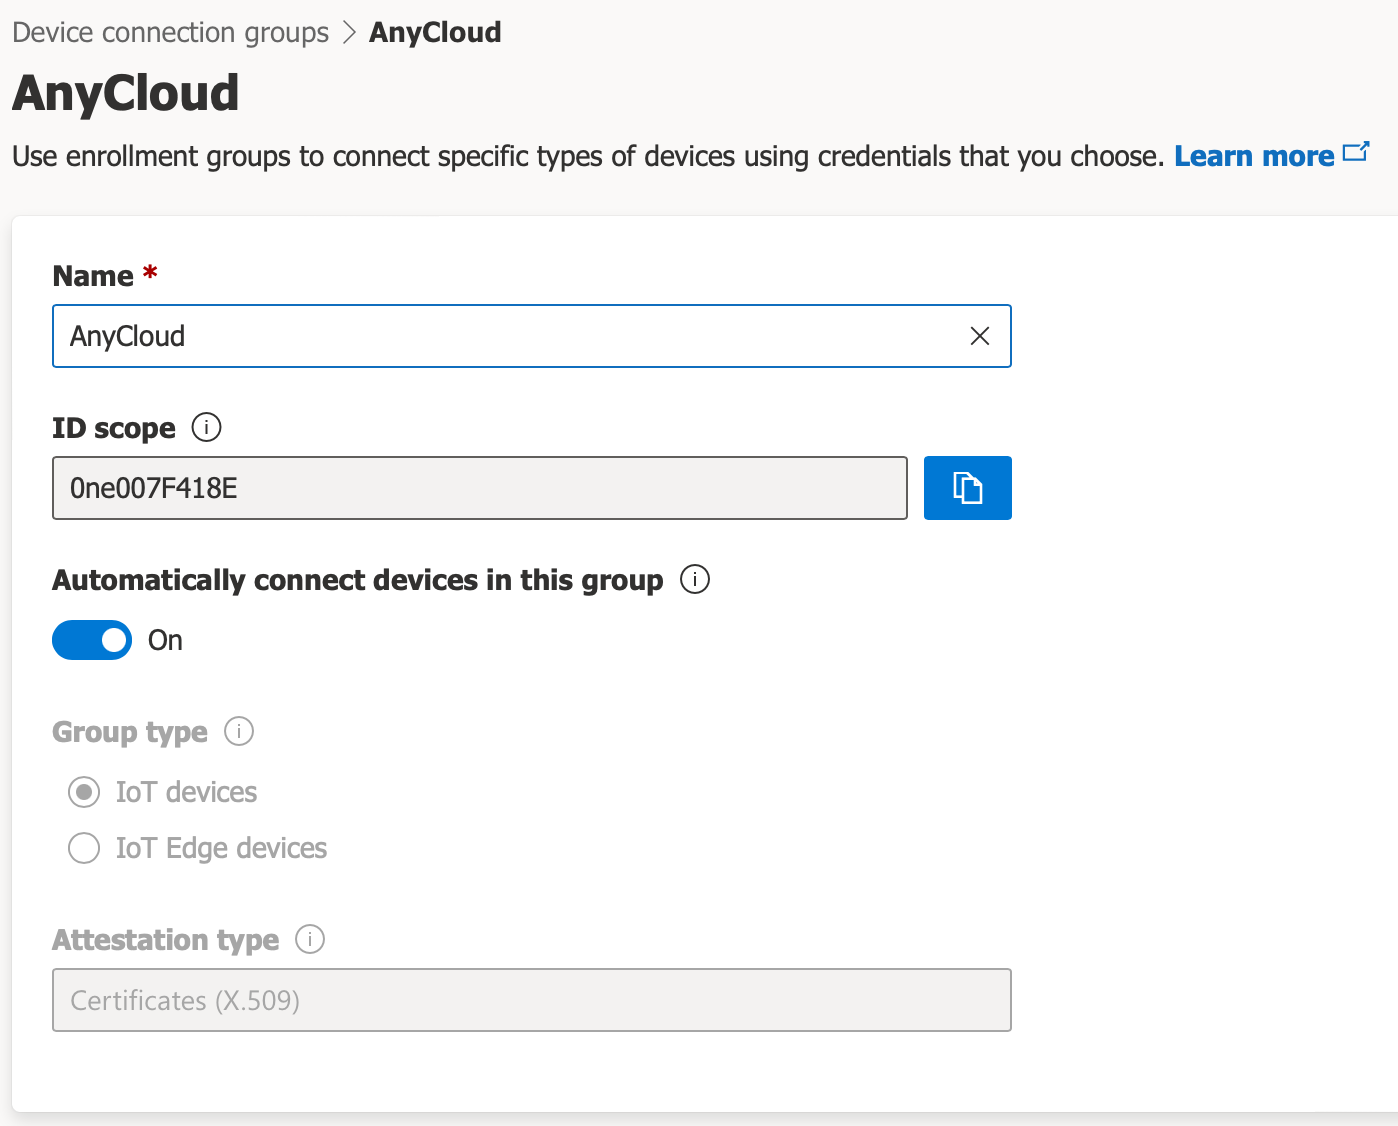 Device connection groups > AnyCloud
AnyCloud
Use enrollment groups to connect specific types of devices using credentials that you choose. Learn more
Name *
AnyCloud
ID scope
0ne007F418E
Automatically connect devices in this group
On
Group type
IoT devices
IoT Edge devices
Attestation type
Certificates (X.509)